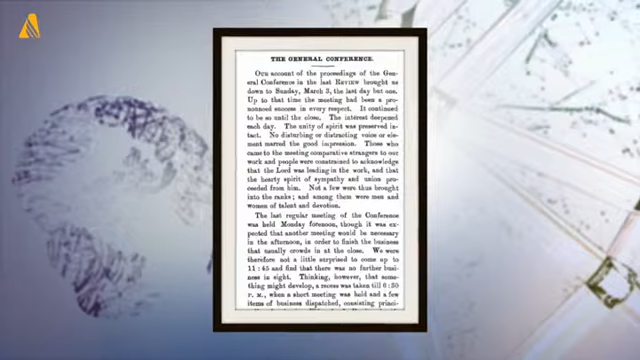 THE GENERAL CONFERENCE.
OUR account of the proceedings of the Gen-
eral Conference in the last REVIEW brought us
down to Sunday, March 3, the last day but one.
Up to that time the meeting had been a pro-
nounced success in every respect. It continued
to be so until the close. The interest deepened
each day. The unity of spirit was preserved in-
tact. No disturbing or distracting voice or ele-
ment marred the good impression. Those who
came to the meeting comparative strangers to our
work and people were constrained to acknowledge
that the Lord was leading in the work, and that
the hearty spirit of sympathy and union pro-
ceeded from him. Not a few were thus brought
into the ranks; and among them were men and
women of talent and devotion.
The last regular meeting of the Conference
was held Monday forenoon, though it was ex-
pected that another meeting would be necessary
in the afternoon, in order to finish the business
that usually crowds in at the close. We were
therefore not a little surprised to come up to
11:45 and find that there was no further busi-
ness in sight. Thinking, however, that some-
thing might develop, a recess was taken till 6:30
P. M., when a short meeting was held and a few
items of business dispatched, consisting princi-